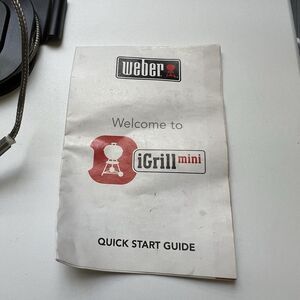 weber
Welcome to
iGrill mini
QUICK START GUIDE